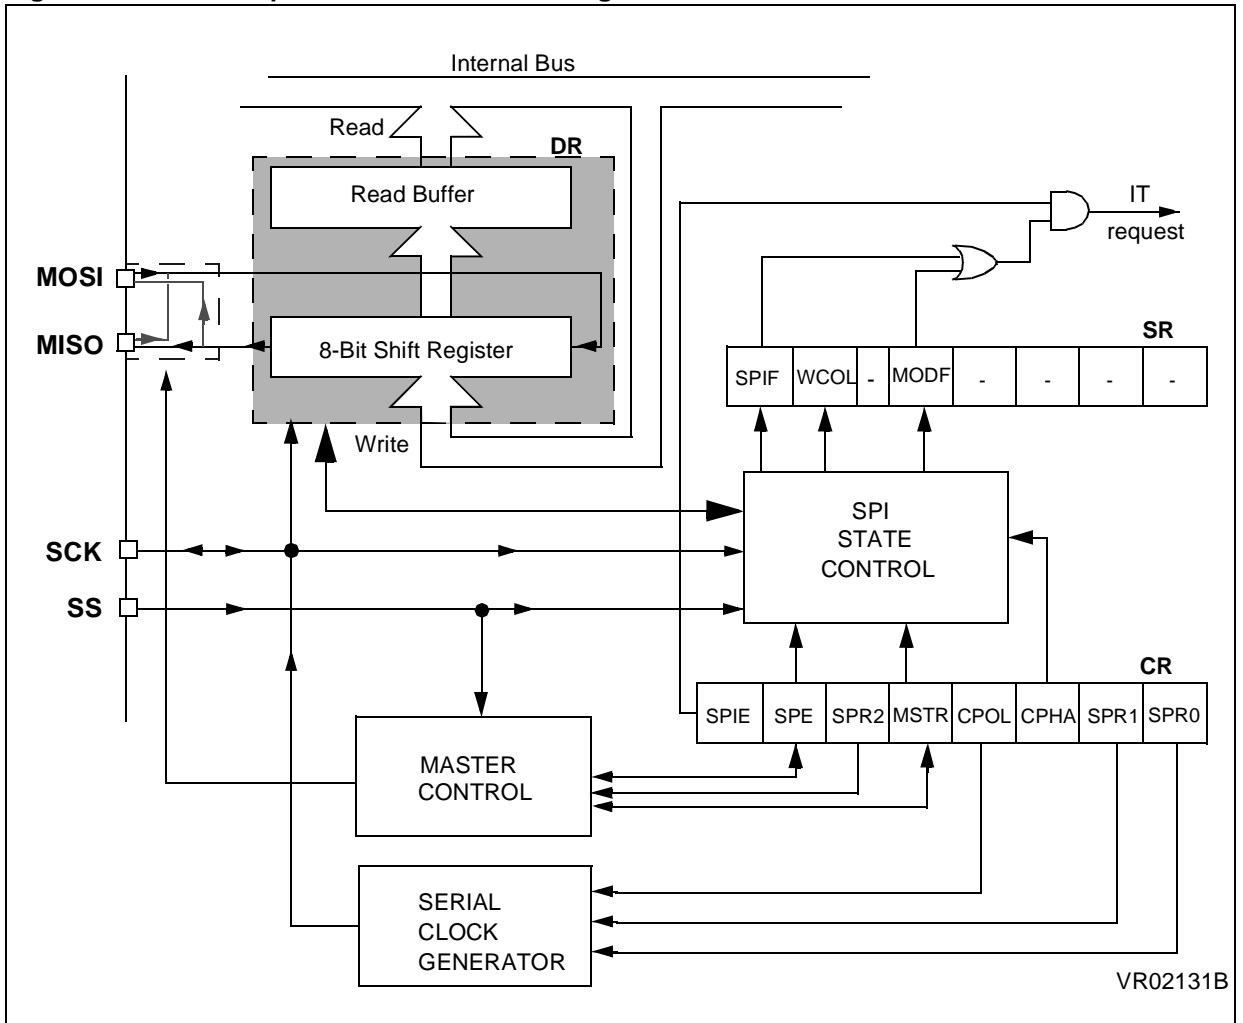 Internal Bus
Read
DR
Read Buffer
IT
request
MOSI
MISO
8-Bit Shift Register
SR
SPIF WCOL - MODF - - - -
Write
SPI
STATE
CONTROL
SCK
SS
CR
SPIE SPE SPR2 MSTR CPOL CPHA SPR1 SPR0
MASTER
CONTROL
SERIAL
CLOCK
GENERATOR
VR02131B